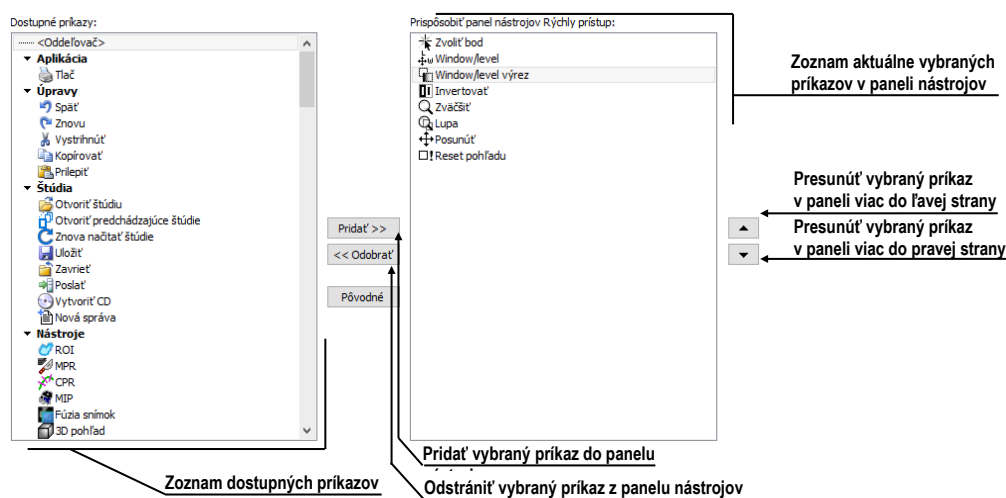 Dostupné príkazy:
<Oddeľovač>
Aplikácia
Tlač
Úpravy
Späť
Znovu
Vystrihnúť
Kopírovať
Prilepiť
Štúdia
Otvoriť štúdiu
Otvoriť predchádzajúce štúdie
Znova načítať štúdie
Uložiť
Zavrieť
Poslať
Vytvoriť CD
Nová správa
Nástroje
ROI
MPR
CPR
MIP
Fúzia snímok
3D pohľad
Pridať >>
<< Odobrať
Pôvodné
Prispôsobiť panel nástrojov Rýchly prístup:
Zvoliť bod
Window/level
Window/level výrez
Invertovať
Zväčšiť
Lupa
Posunúť
Reset pohľadu
Zoznam aktuálne vybraných
príkazov v paneli nástrojov
Presunúť vybraný príkaz
v paneli viac do ľavej strany
Presunúť vybraný príkaz
v paneli viac do pravej strany
Pridať vybraný príkaz do panelu
Zoznam dostupných príkazov
Odstrániť vybraný príkaz z panelu nástrojov